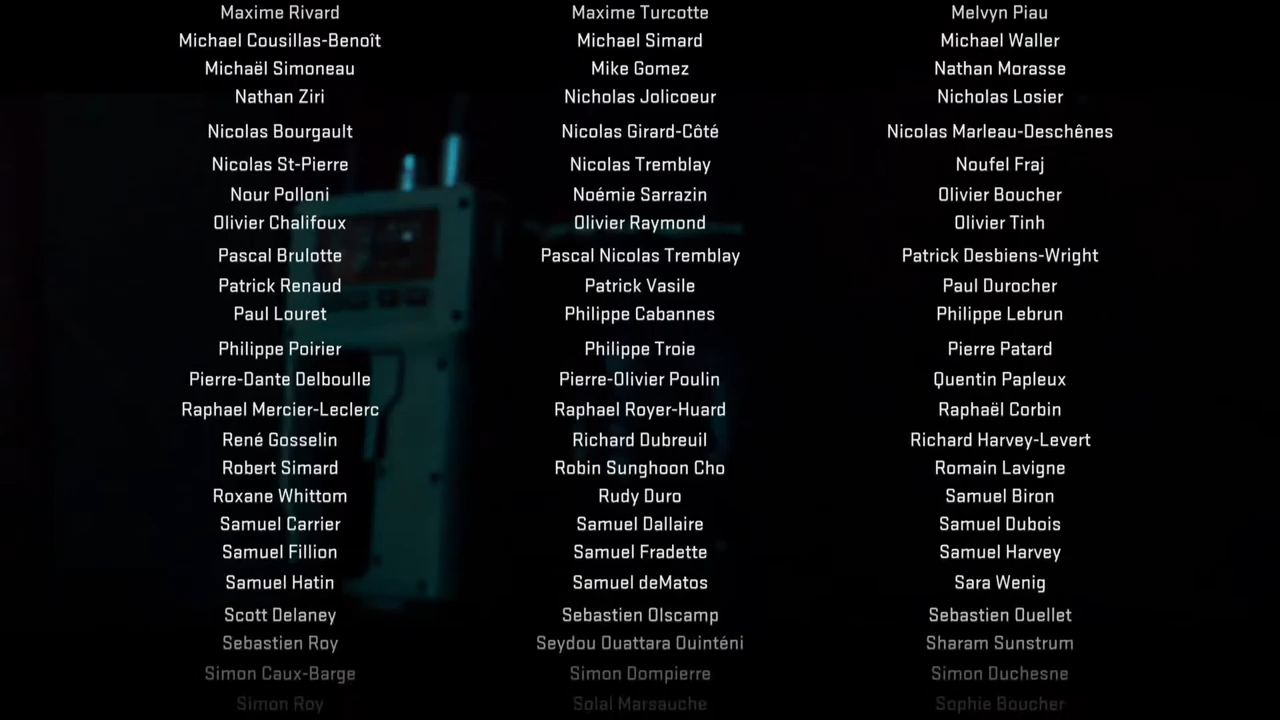 Maxime Rivard Maxime Turcotte Melvyn Piau
Michael Cousillas-Benoît Michael Simard Michael Waller
Michaël Simoneau Mike Gomez Nathan Morasse
Nathan Ziri Nicholas Jolicoeur Nicholas Losier
Nicolas Bourgault Nicolas Girard-Côté Nicolas Marleau-Deschênes
Nicolas St-Pierre Nicolas Tremblay Noufel Fraj
Nour Polloni Noémie Sarrazin Olivier Boucher
Olivier Chalifoux Olivier Raymond Olivier Tinh
Pascal Brulotte Pascal Nicolas Tremblay Patrick Desbiens-Wright
Patrick Renaud Patrick Vasile Paul Durocher
Paul Louret Philippe Cabannes Philippe Lebrun
Philippe Poirier Philippe Troie Pierre Patard
Pierre-Dante Delboulle Pierre-Olivier Poulin Quentin Papleux
Raphael Mercier-Leclerc Raphael Royer-Huard Raphaël Corbin
René Gosselin Richard Dubreuil Richard Harvey-Levert
Robert Simard Robin Sunghoon Cho Romain Lavigne
Roxane Whittom Rudy Duro Samuel Biron
Samuel Carrier Samuel Dallaire Samuel Dubois
Samuel Fillion Samuel Fradette Samuel Harvey
Samuel Hatin Samuel deMatos Sara Wenig
Scott Delaney Sebastien Olscamp Sebastien Ouellet
Sebastien Roy Seydou Ouattara Ouinténi Sharam Sunstrum
Simon Caux-Barge Simon Dompierre Simon Duchesne
Simon Roy Solal Marsauche Sophie Boucher